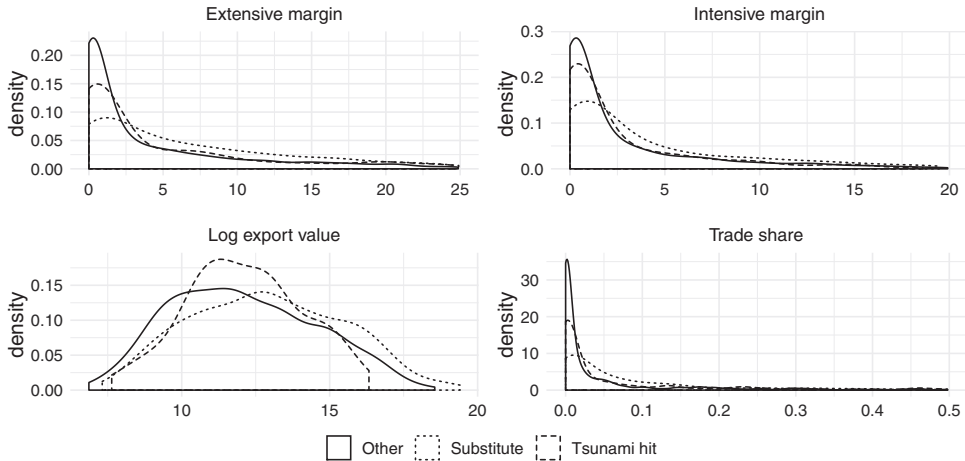 Extensive margin
Intensive margin
density
0.20
0.15
0.10
0.05
0.00
0 5 10 15 20 25
density
0.3
0.2
0.1
0.0
0 5 10 15 20
Log export value
Trade share
density
0.15
0.10
0.05
0.00
10 15 20
density
30
20
10
0
0.0 0.1 0.2 0.3 0.4 0.5
Other Substitute Tsunami hit